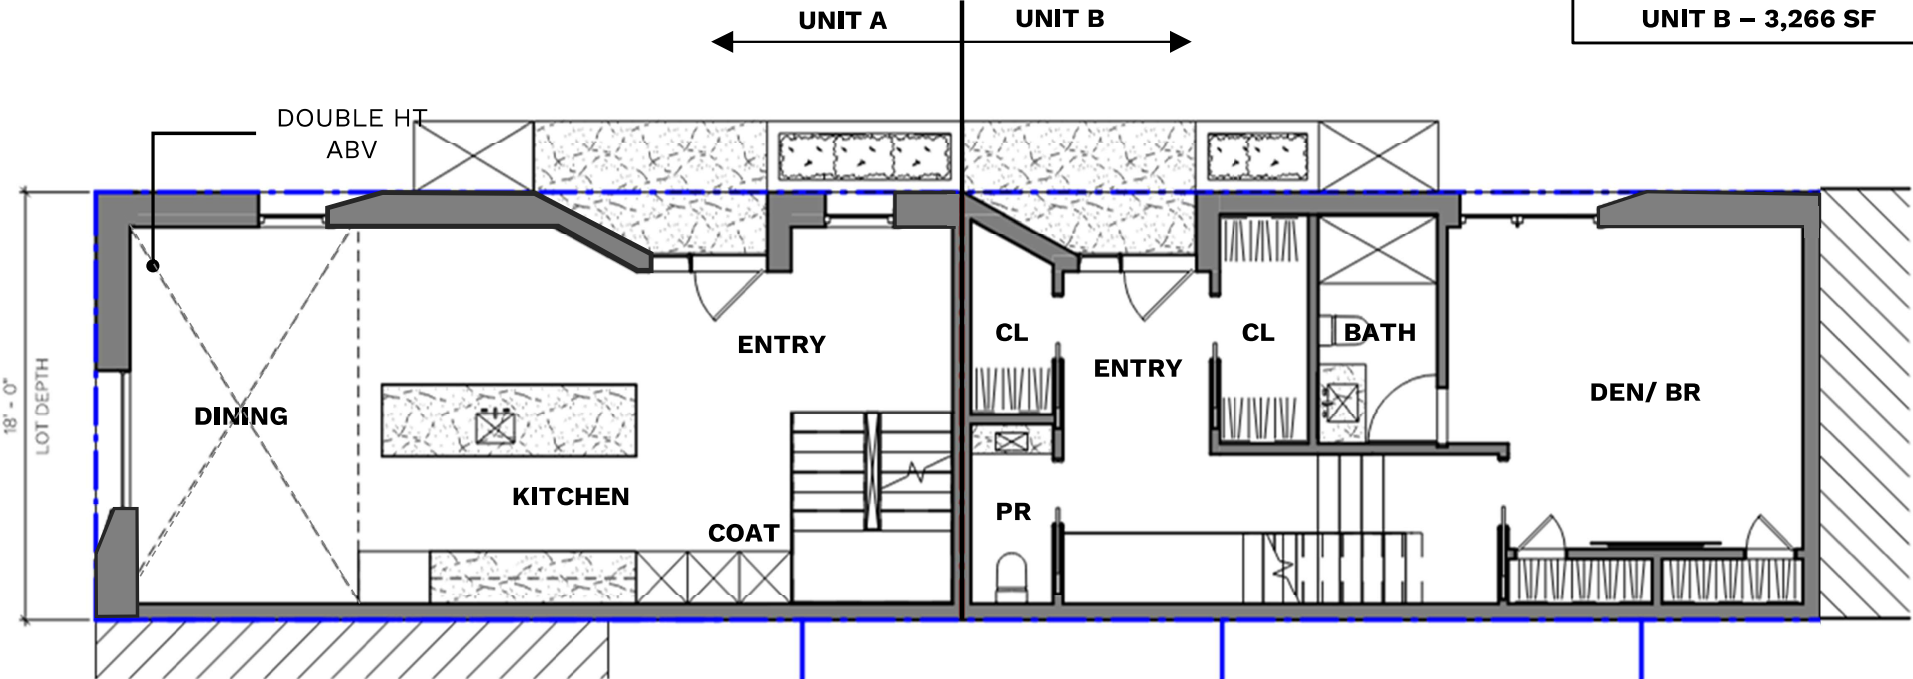 UNIT A
UNIT B
UNIT B – 3,266 SF
DOUBLE HT
ABV
18' - 0"
LOT DEPTH
DINING
KITCHEN
ENTRY
COAT
CL
ENTRY
CL
BATH
PR
DEN/ BR